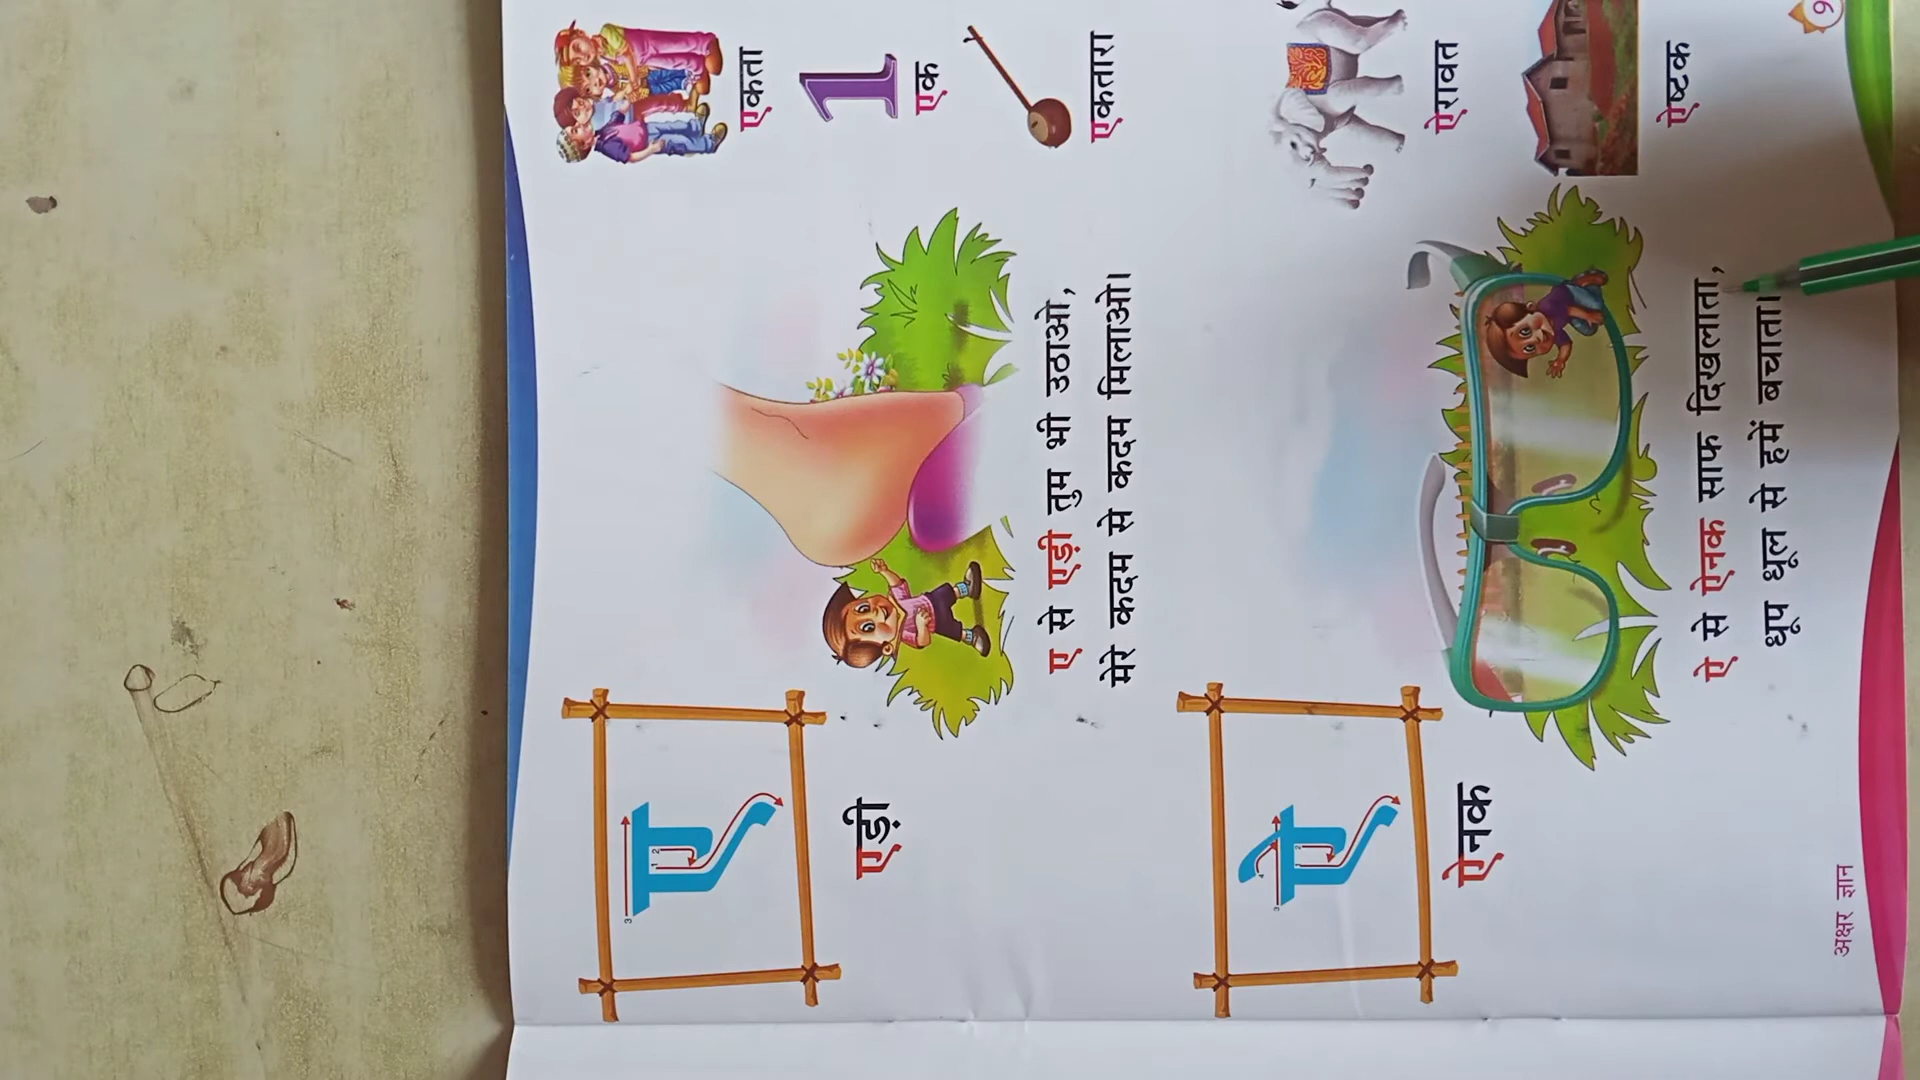 ए
एड़ी
ए से एड़ी तुम भी उठाओ,
मेरे कदम से कदम मिलाओ।
एकता
1
एक
एकतारा
ऐ
ऐनक
ऐ से ऐनक साफ दिखलाता,
धूप धूल से हमें बचाता।
ऐरावत
ऐष्टक
अक्षर ज्ञान
9